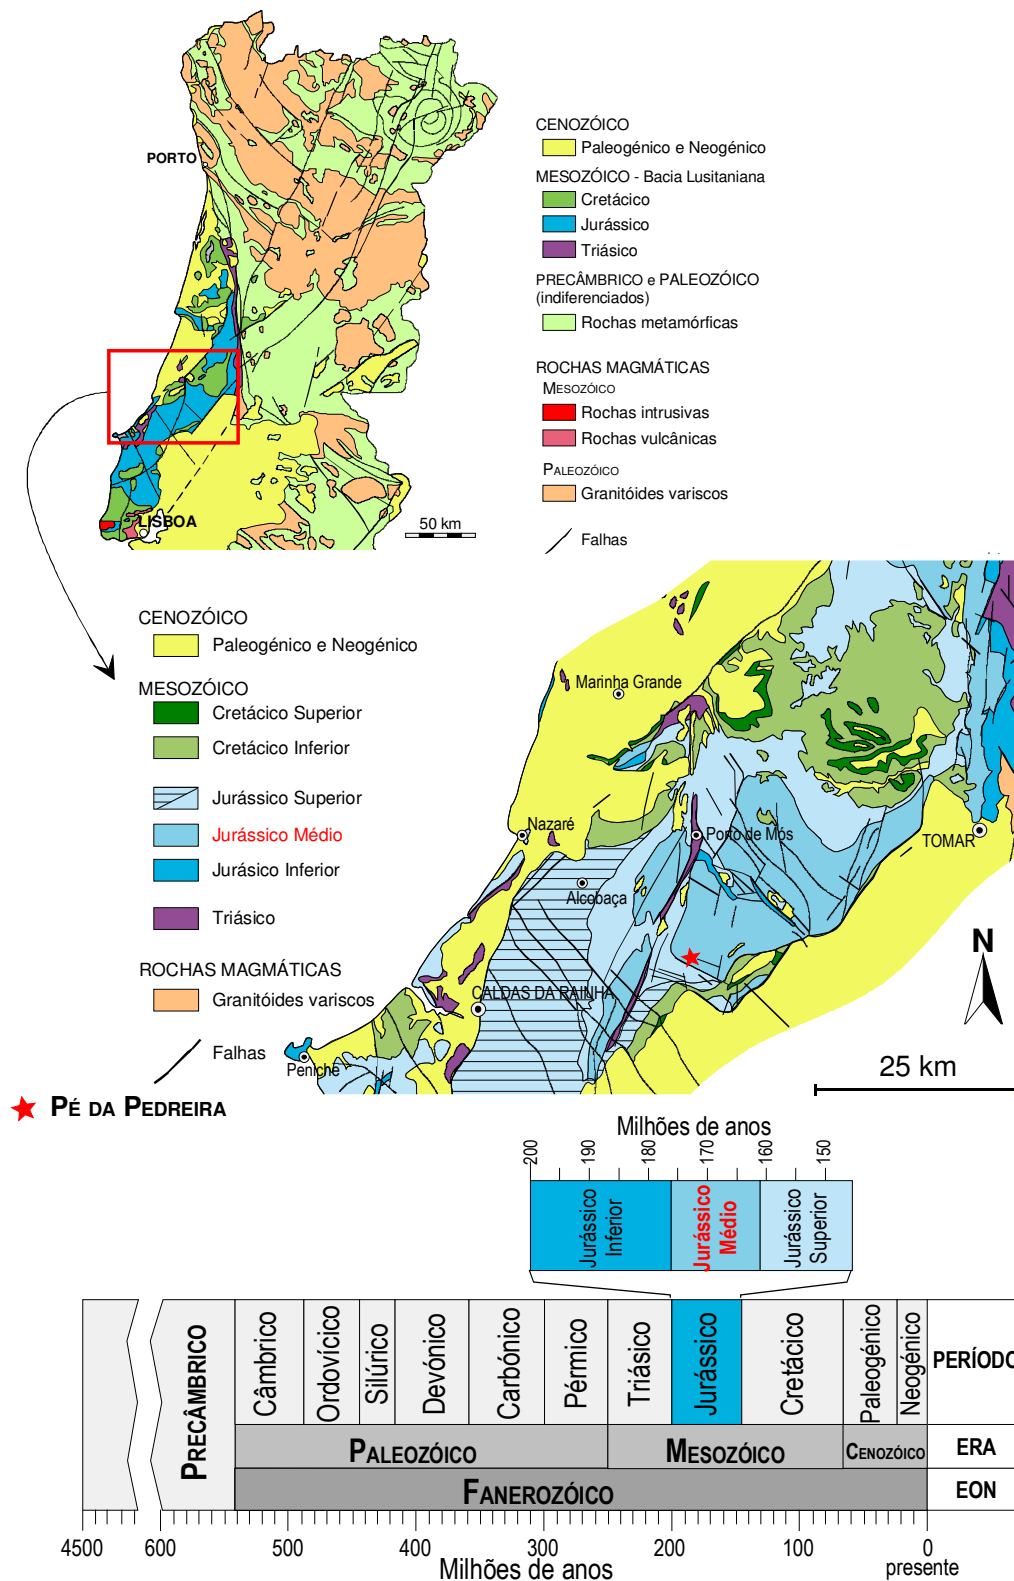 PORTO
LISBOA
50 km
CENOZÓICO
Paleogénico e Neogénico
MESOZÓICO - Bacia Lusitaniana
Cretácico
Jurássico
Triásico
PRECÂMBRICO e PALEOZÓICO
(indiferenciados)
Rochas metamórficas
ROCHAS MAGMÁTICAS
MESOZÓICO
Rochas intrusivas
Rochas vulcânicas
PALEOZÓICO
Granitóides variscos
Falhas
CENOZÓICO
Paleogénico e Neogénico
MESOZÓICO
Cretácico Superior
Cretácico Inferior
Jurássico Superior
Jurássico Médio
Jurásico Inferior
Triásico
ROCHAS MAGMÁTICAS
Granitóides variscos
Falhas
PÉ DA PEDREIRA
Marinha Grande
Nazaré
Porto de Mós
TOMAR
Alcobaça
CALDAS DA RAINHA
Peniche
N
25 km
Milhões de anos
200 190 180 170 160 150
Jurássico Inferior
Jurássico Médio
Jurássico Superior
PRECÂMBRICO
Câmbrico
Ordovícico
Silúrico
Devónico
Carbónico
Pérmico
Triásico
Jurássico
Cretácico
Paleogénico
Neogénico
PERÍODO
PALEOZÓICO
MESOZÓICO
CENOZÓICO
ERA
FANEROZÓICO
EON
4500 600 500 400 300 200 100 0
Milhões de anos
presente